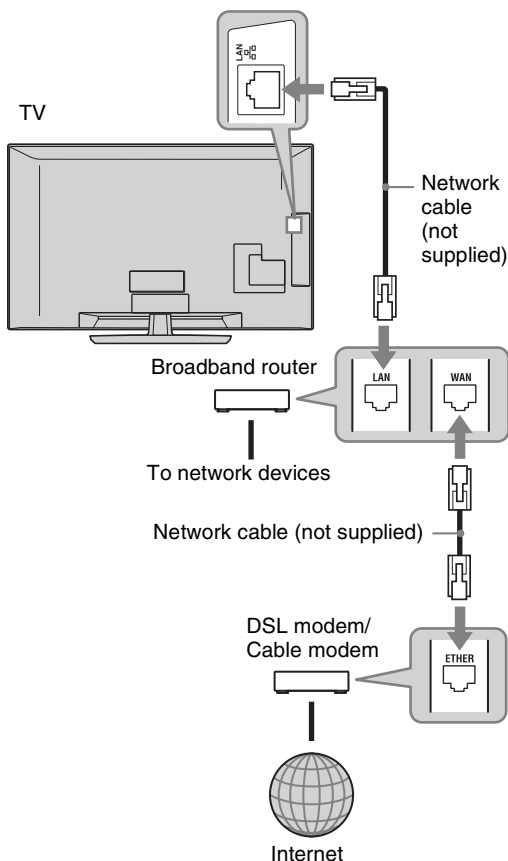 LAN
TV
Network
cable
(not
supplied)
Broadband router
LAN
WAN
To network devices
Network cable (not supplied)
DSL modem/
Cable modem
ETHER
Internet